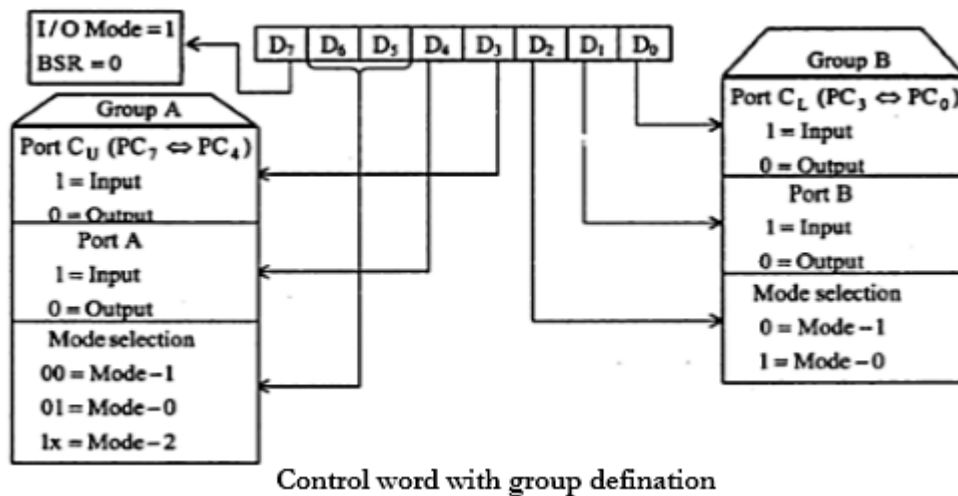 I/O Mode = 1
BSR = 0
D₇ D₆ D₅ D₄ D₃ D₂ D₁ D₀
Group A
Port C_U (PC₇ ⇔ PC₄)
1 = Input
0 = Output
Port A
1 = Input
0 = Output
Mode selection
00 = Mode–1
01 = Mode–0
1x = Mode–2
Group B
Port C_L (PC₃ ⇔ PC₀)
1 = Input
0 = Output
Port B
1 = Input
0 = Output
Mode selection
0 = Mode–1
1 = Mode–0
Control word with group defination